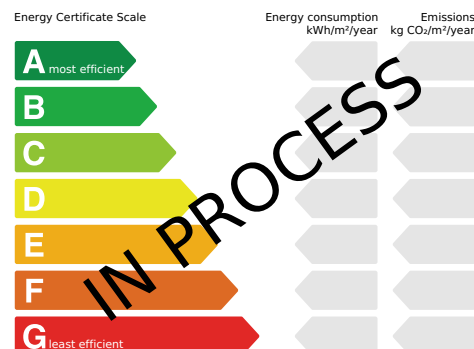 Energy Certificate Scale
Energy consumption
kWh/m²/year
Emissions
kg CO₂/m²/year
A most efficient
B
C
D
E
F
G least efficient
IN PROCESS